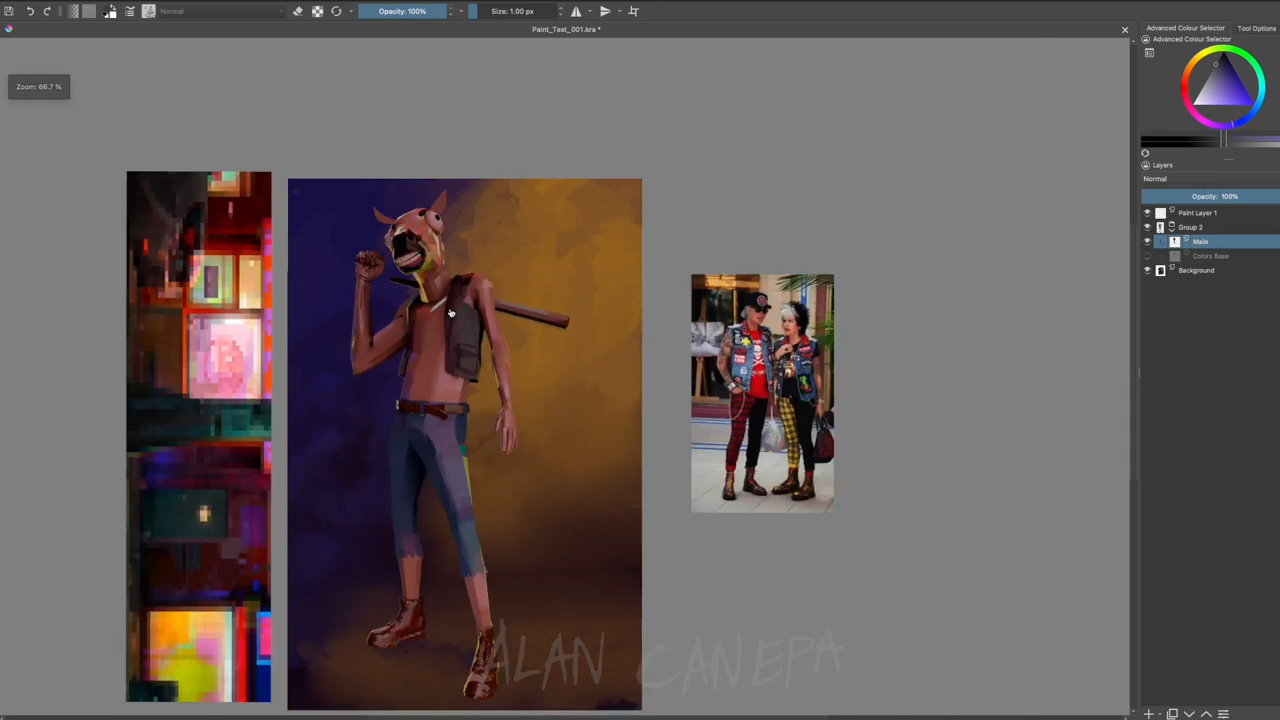 Normal
Opacity: 100%
Size: 1.00 px
Paint_Test_001.kra *
Advanced Colour Selector
Tool Options
Advanced Colour Selector
Zoom: 66.7 %
Layers
Normal
Opacity: 100%
Paint Layer 1
Group 2
Main
Colors Base
Background
ALAN CANEPA